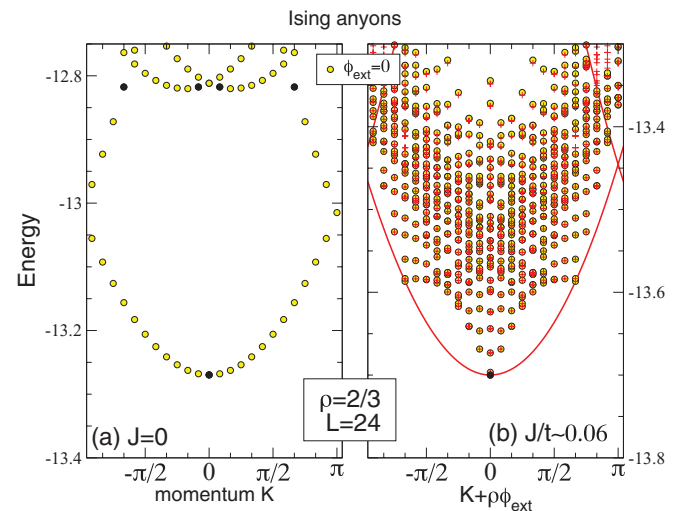 Ising anyons
ϕext=0
Energy
-12.8
-13
-13.2
-13.4
-13.4
-13.6
-13.8
ρ=2/3
L=24
(a) J=0
(b) J/t~0.06
-π/2 0 π/2 π
-π/2 0 π/2 π
momentum K
K+ρϕext